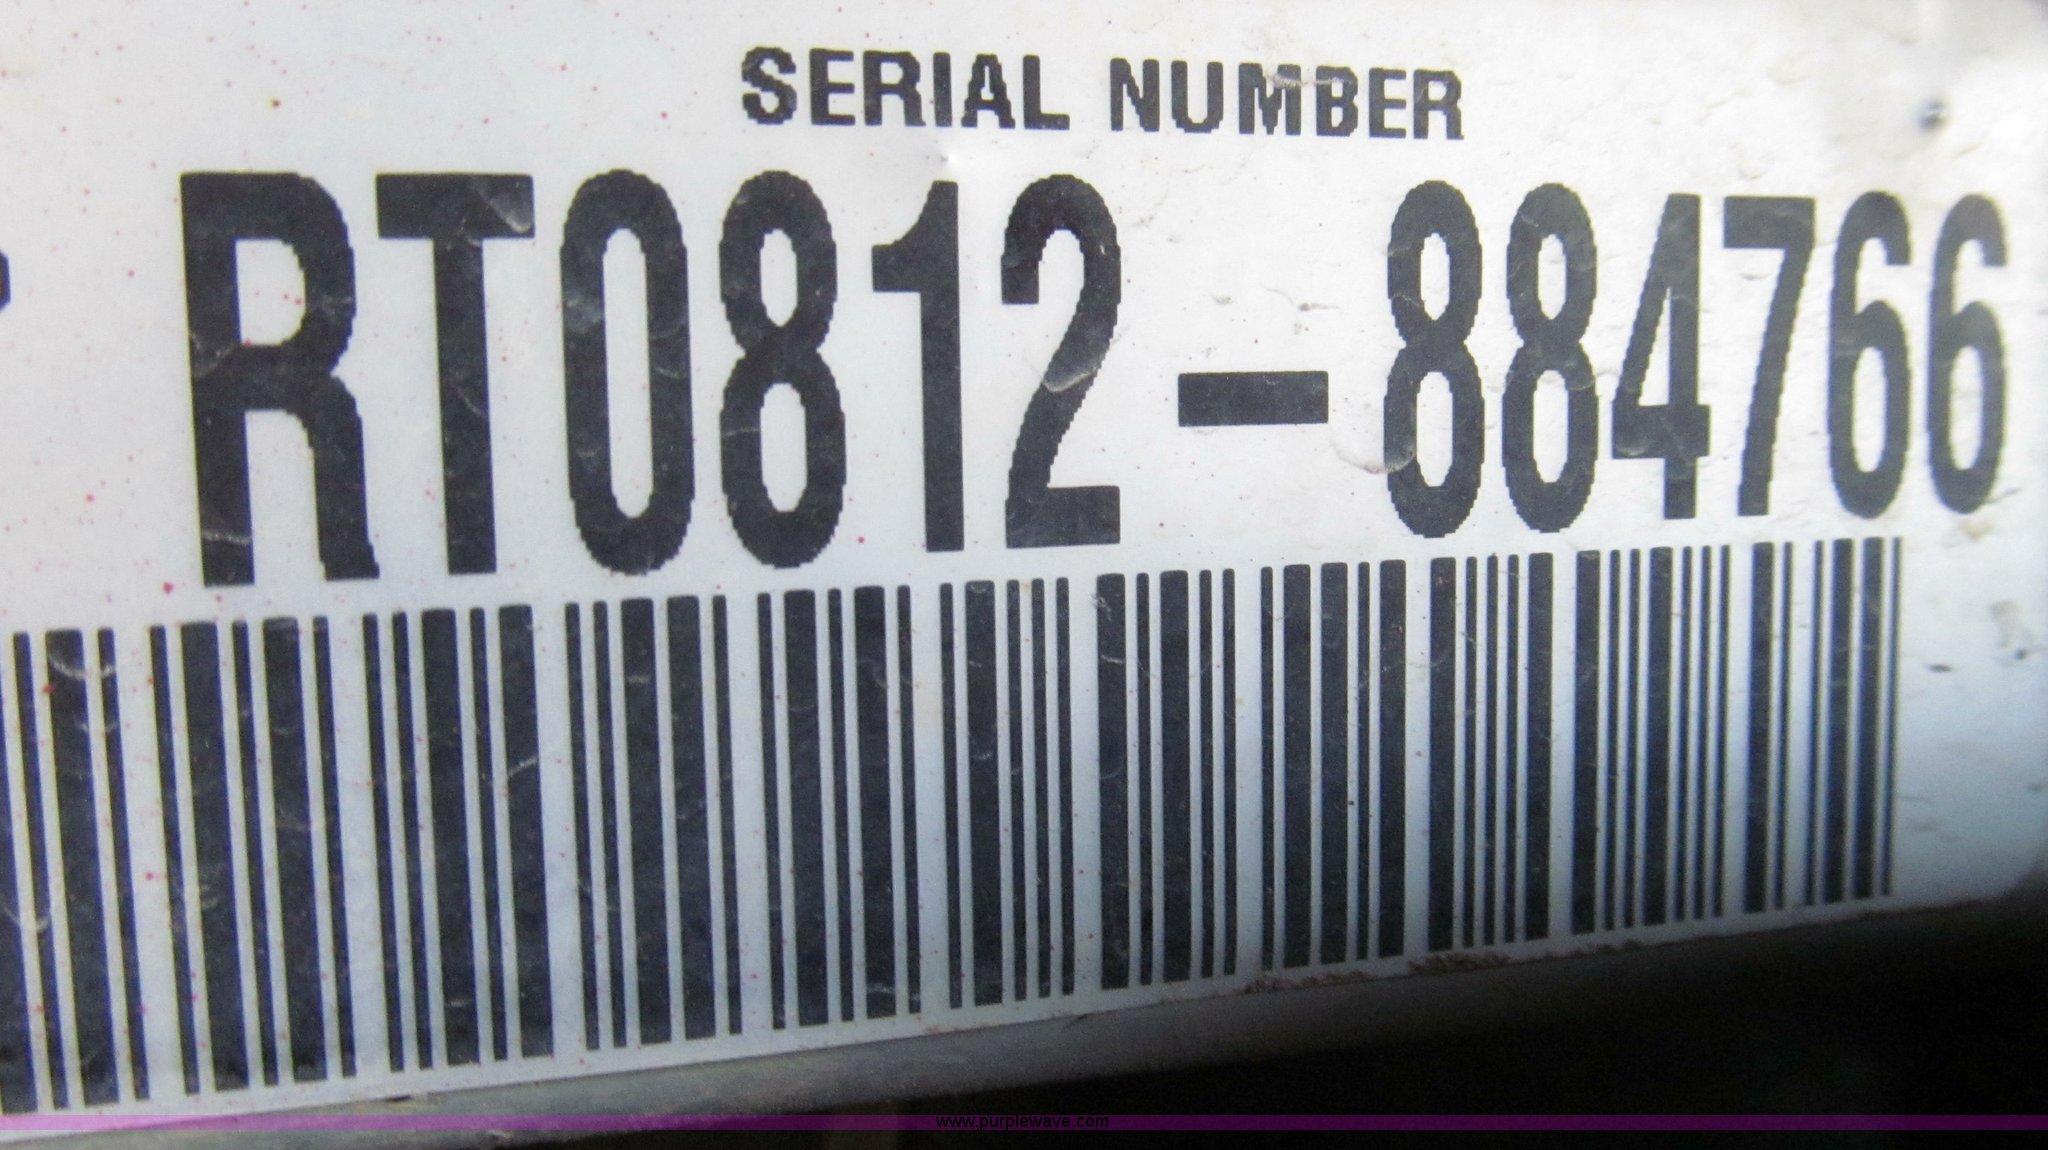 SERIAL NUMBER
RT0812-884766
www.purplewave.com